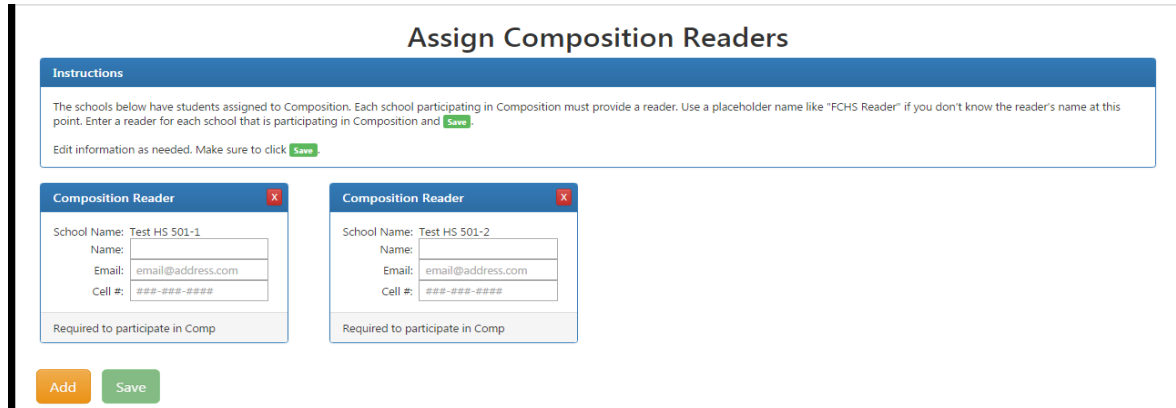 Assign Composition Readers
Instructions
The schools below have students assigned to Composition. Each school participating in Composition must provide a reader. Use a placeholder name like "FCHS Reader" if you don't know the reader's name at this
point. Enter a reader for each school that is participating in Composition and Save.
Edit information as needed. Make sure to click Save.
Composition Reader X
School Name: Test HS 501-1
Name:
Email: email@address.com
Cell #: ###-###-####
Required to participate in Comp
Composition Reader X
School Name: Test HS 501-2
Name:
Email: email@address.com
Cell #: ###-###-####
Required to participate in Comp
Add Save